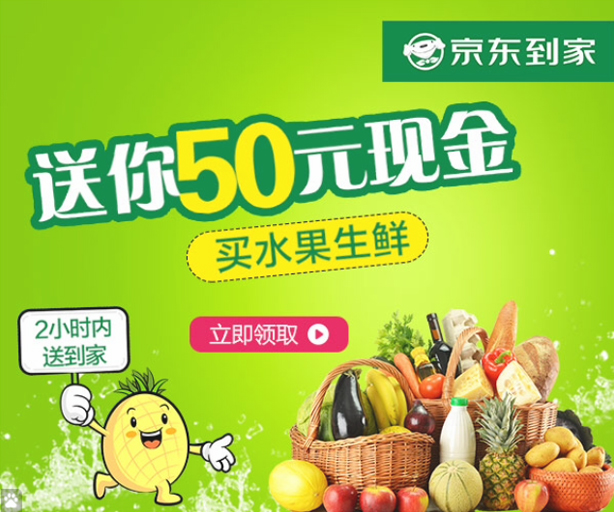 京东到家
送你50元现金
买水果生鲜
立即领取
2小时内
送到家